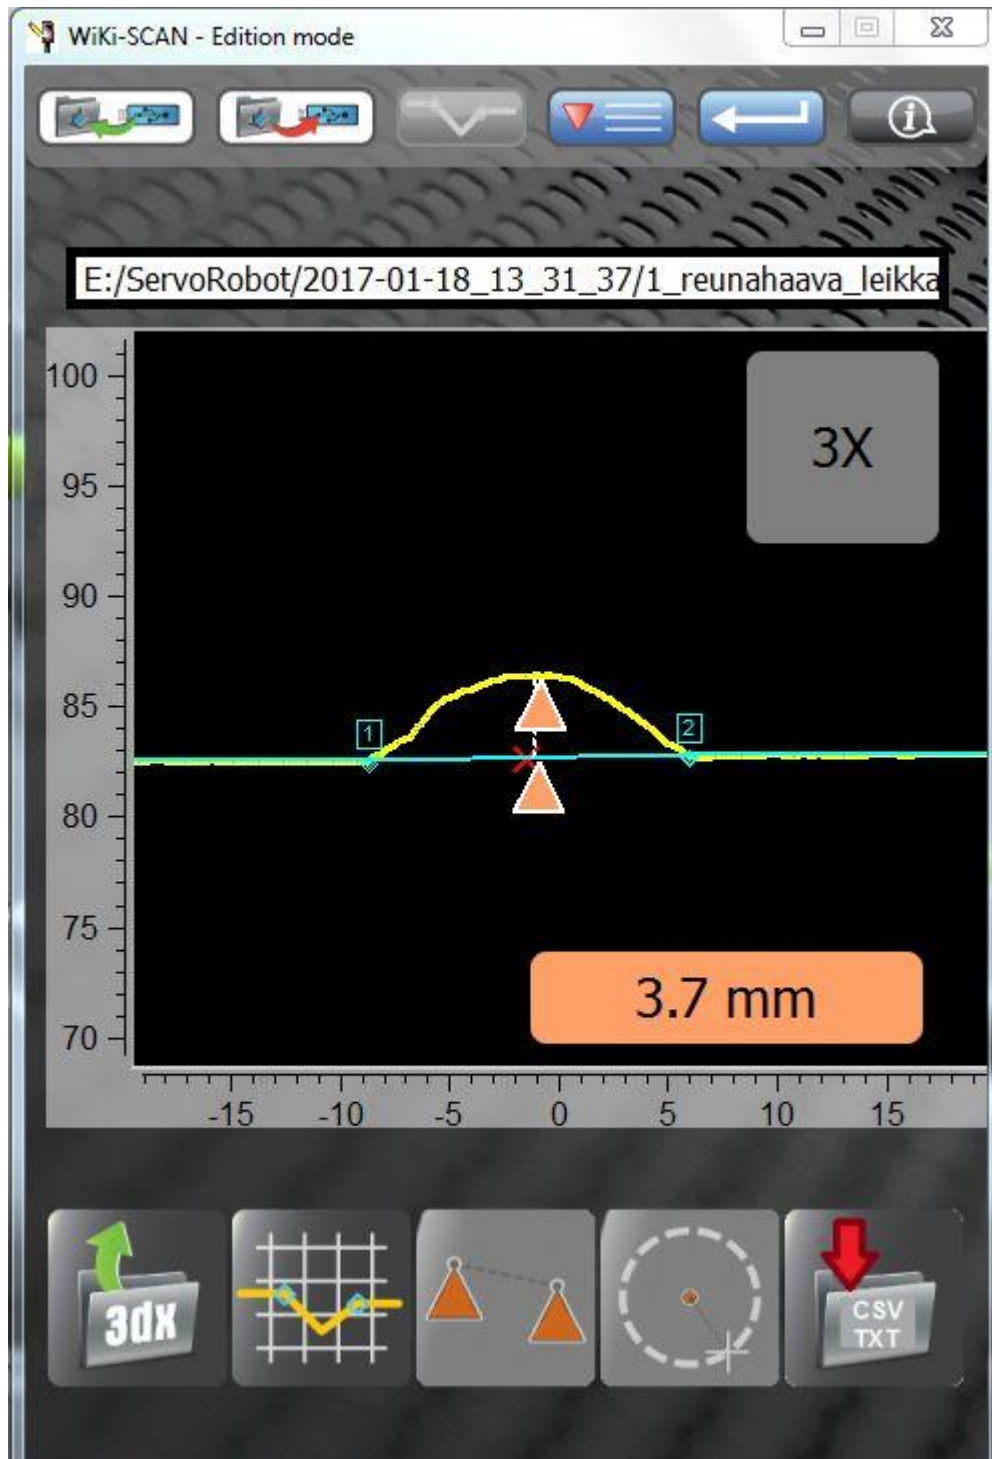 WiKi-SCAN - Edition mode
E:/ServoRobot/2017-01-18_13_31_37/1_reunahaava_leikka
100
3X
95
90
85
1
2
80
75
3.7 mm
70
-15 -10 -5 0 5 10 15
3dX
CSV
TXT